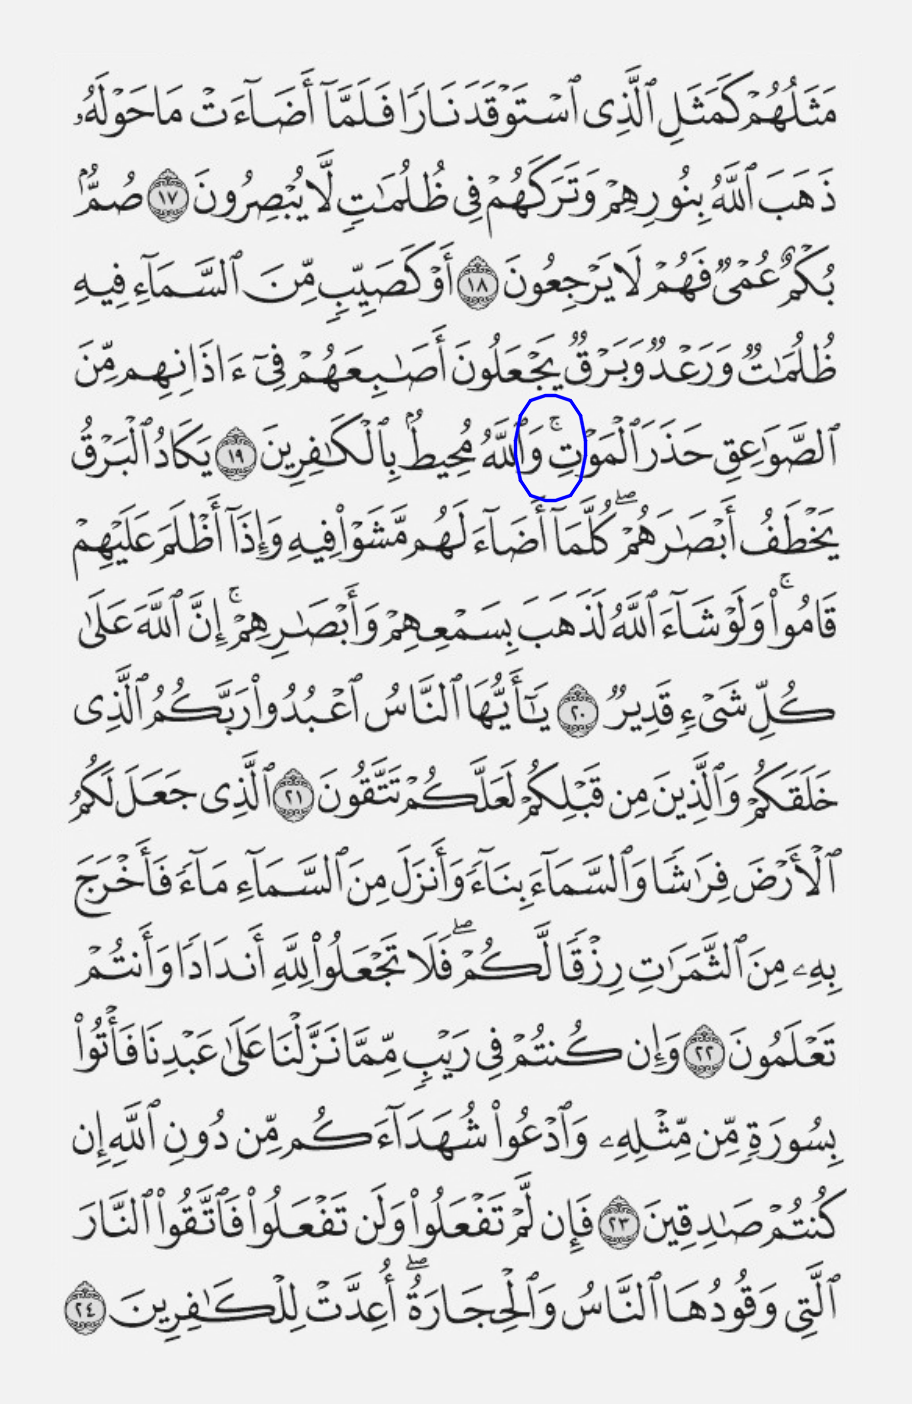 مَثَلُهُمْ كَمَثَلِ ٱلَّذِى ٱسْتَوْقَدَ نَارًا فَلَمَّآ أَضَآءَتْ مَا حَوْلَهُۥ
ذَهَبَ ٱللَّهُ بِنُورِهِمْ وَتَرَكَهُمْ فِى ظُلُمَٰتٍ لَّا يُبْصِرُونَ ١٧ صُمٌّۢ
بُكْمٌ عُمْىٌ فَهُمْ لَا يَرْجِعُونَ ١٨ أَوْ كَصَيِّبٍ مِّنَ ٱلسَّمَآءِ فِيهِ
ظُلُمَٰتٌ وَرَعْدٌ وَبَرْقٌ يَجْعَلُونَ أَصَٰبِعَهُمْ فِىٓ ءَاذَانِهِم مِّنَ
ٱلصَّوَٰعِقِ حَذَرَ ٱلْمَوْتِ ۚ وَٱللَّهُ مُحِيطٌۢ بِٱلْكَٰفِرِينَ ١٩ يَكَادُ ٱلْبَرْقُ
يَخْطَفُ أَبْصَٰرَهُمْ ۖ كُلَّمَآ أَضَآءَ لَهُم مَّشَوْا۟ فِيهِ وَإِذَآ أَظْلَمَ عَلَيْهِمْ
قَامُوا۟ ۚ وَلَوْ شَآءَ ٱللَّهُ لَذَهَبَ بِسَمْعِهِمْ وَأَبْصَٰرِهِمْ ۚ إِنَّ ٱللَّهَ عَلَىٰ
كُلِّ شَىْءٍ قَدِيرٌ ٢٠ يَٰٓأَيُّهَا ٱلنَّاسُ ٱعْبُدُوا۟ رَبَّكُمُ ٱلَّذِى
خَلَقَكُمْ وَٱلَّذِينَ مِن قَبْلِكُمْ لَعَلَّكُمْ تَتَّقُونَ ٢١ ٱلَّذِى جَعَلَ لَكُمُ
ٱلْأَرْضَ فِرَٰشًا وَٱلسَّمَآءَ بِنَآءً وَأَنزَلَ مِنَ ٱلسَّمَآءِ مَآءً فَأَخْرَجَ
بِهِۦ مِنَ ٱلثَّمَرَٰتِ رِزْقًا لَّكُمْ ۖ فَلَا تَجْعَلُوا۟ لِلَّهِ أَندَادًا وَأَنتُمْ
تَعْلَمُونَ ٢٢ وَإِن كُنتُمْ فِى رَيْبٍ مِّمَّا نَزَّلْنَا عَلَىٰ عَبْدِنَا فَأْتُوا۟
بِسُورَةٍ مِّن مِّثْلِهِۦ وَٱدْعُوا۟ شُهَدَآءَكُم مِّن دُونِ ٱللَّهِ إِن
كُنتُمْ صَٰدِقِينَ ٢٣ فَإِن لَّمْ تَفْعَلُوا۟ وَلَن تَفْعَلُوا۟ فَٱتَّقُوا۟ ٱلنَّارَ
ٱلَّتِى وَقُودُهَا ٱلنَّاسُ وَٱلْحِجَارَةُ ۖ أُعِدَّتْ لِلْكَٰفِرِينَ ٢٤